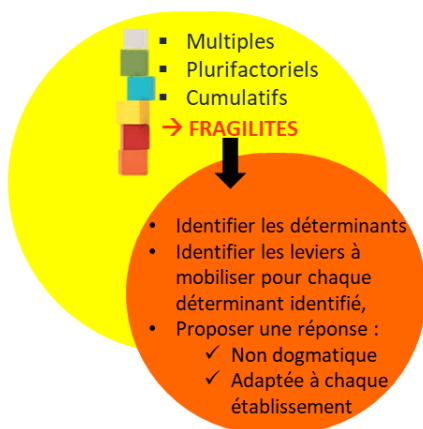 ▪ Multiples
▪ Plurifactoriels
▪ Cumulatifs
→ FRAGILITES
• Identifier les déterminants
• Identifier les leviers à
mobiliser pour chaque
déterminant identifié,
• Proposer une réponse :
✓ Non dogmatique
✓ Adaptée à chaque
établissement